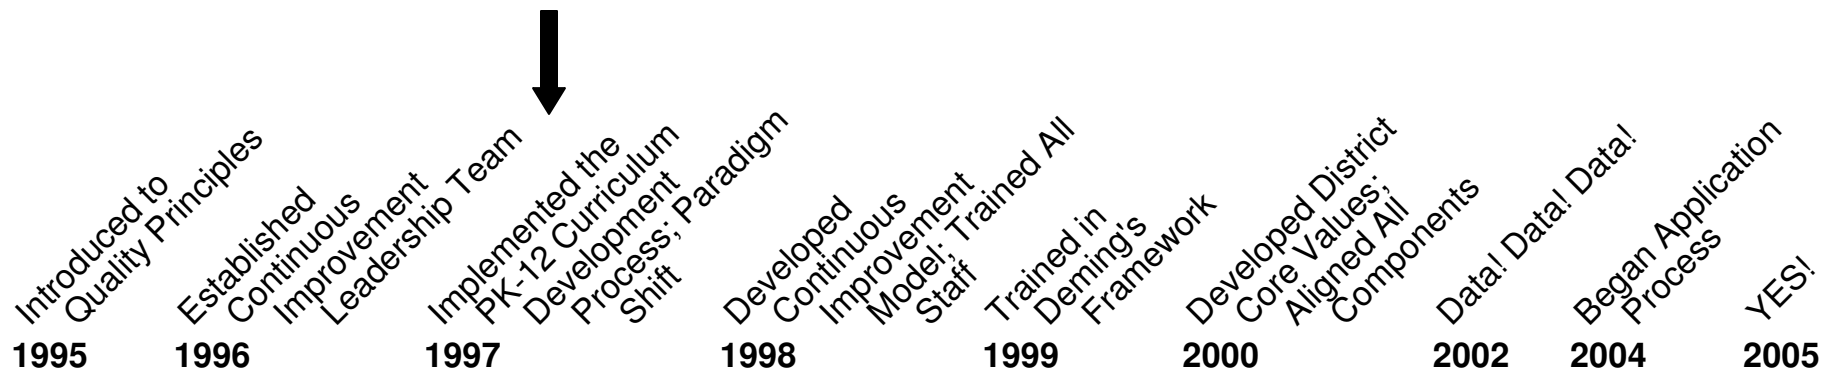 Introduced to
Quality Principles
1995
Established
Continuous
Improvement
Leadership Team
1996
Implemented the
PK-12 Curriculum
Development
Process; Paradigm
Shift
1997
Developed
Continuous
Improvement
Model; Trained All
Staff
1998
Trained in
Deming's
Framework
1999
Developed District
Core Values;
Aligned All
Components
2000
Data! Data! Data!
2002
Began Application
Process
2004
YES!
2005